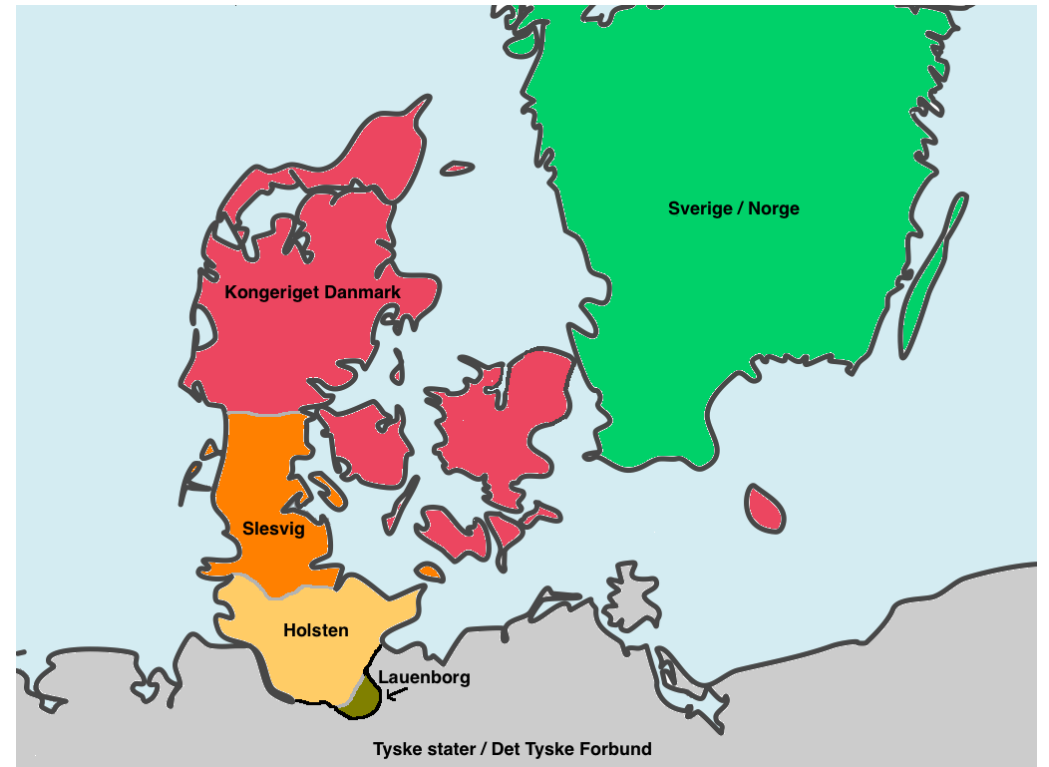 Sverige / Norge
Kongeriget Danmark
Slesvig
Holsten
Lauenborg
Tyske stater / Det Tyske Forbund